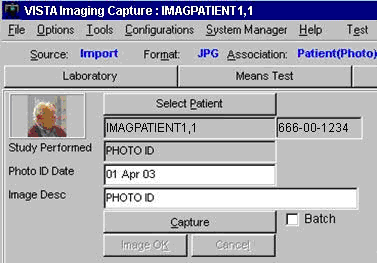 VISTA Imaging Capture : IMAGPATIENT1,1
File Options Tools Configurations System Manager Help Test
Source: Import Format: JPG Association: Patient(Photo)
Laboratory Means Test
Select Patient
IMAGPATIENT1,1 666-00-1234
Study Performed PHOTO ID
Photo ID Date 01 Apr 03
Image Desc PHOTO ID
Capture Batch
Image OK Cancel